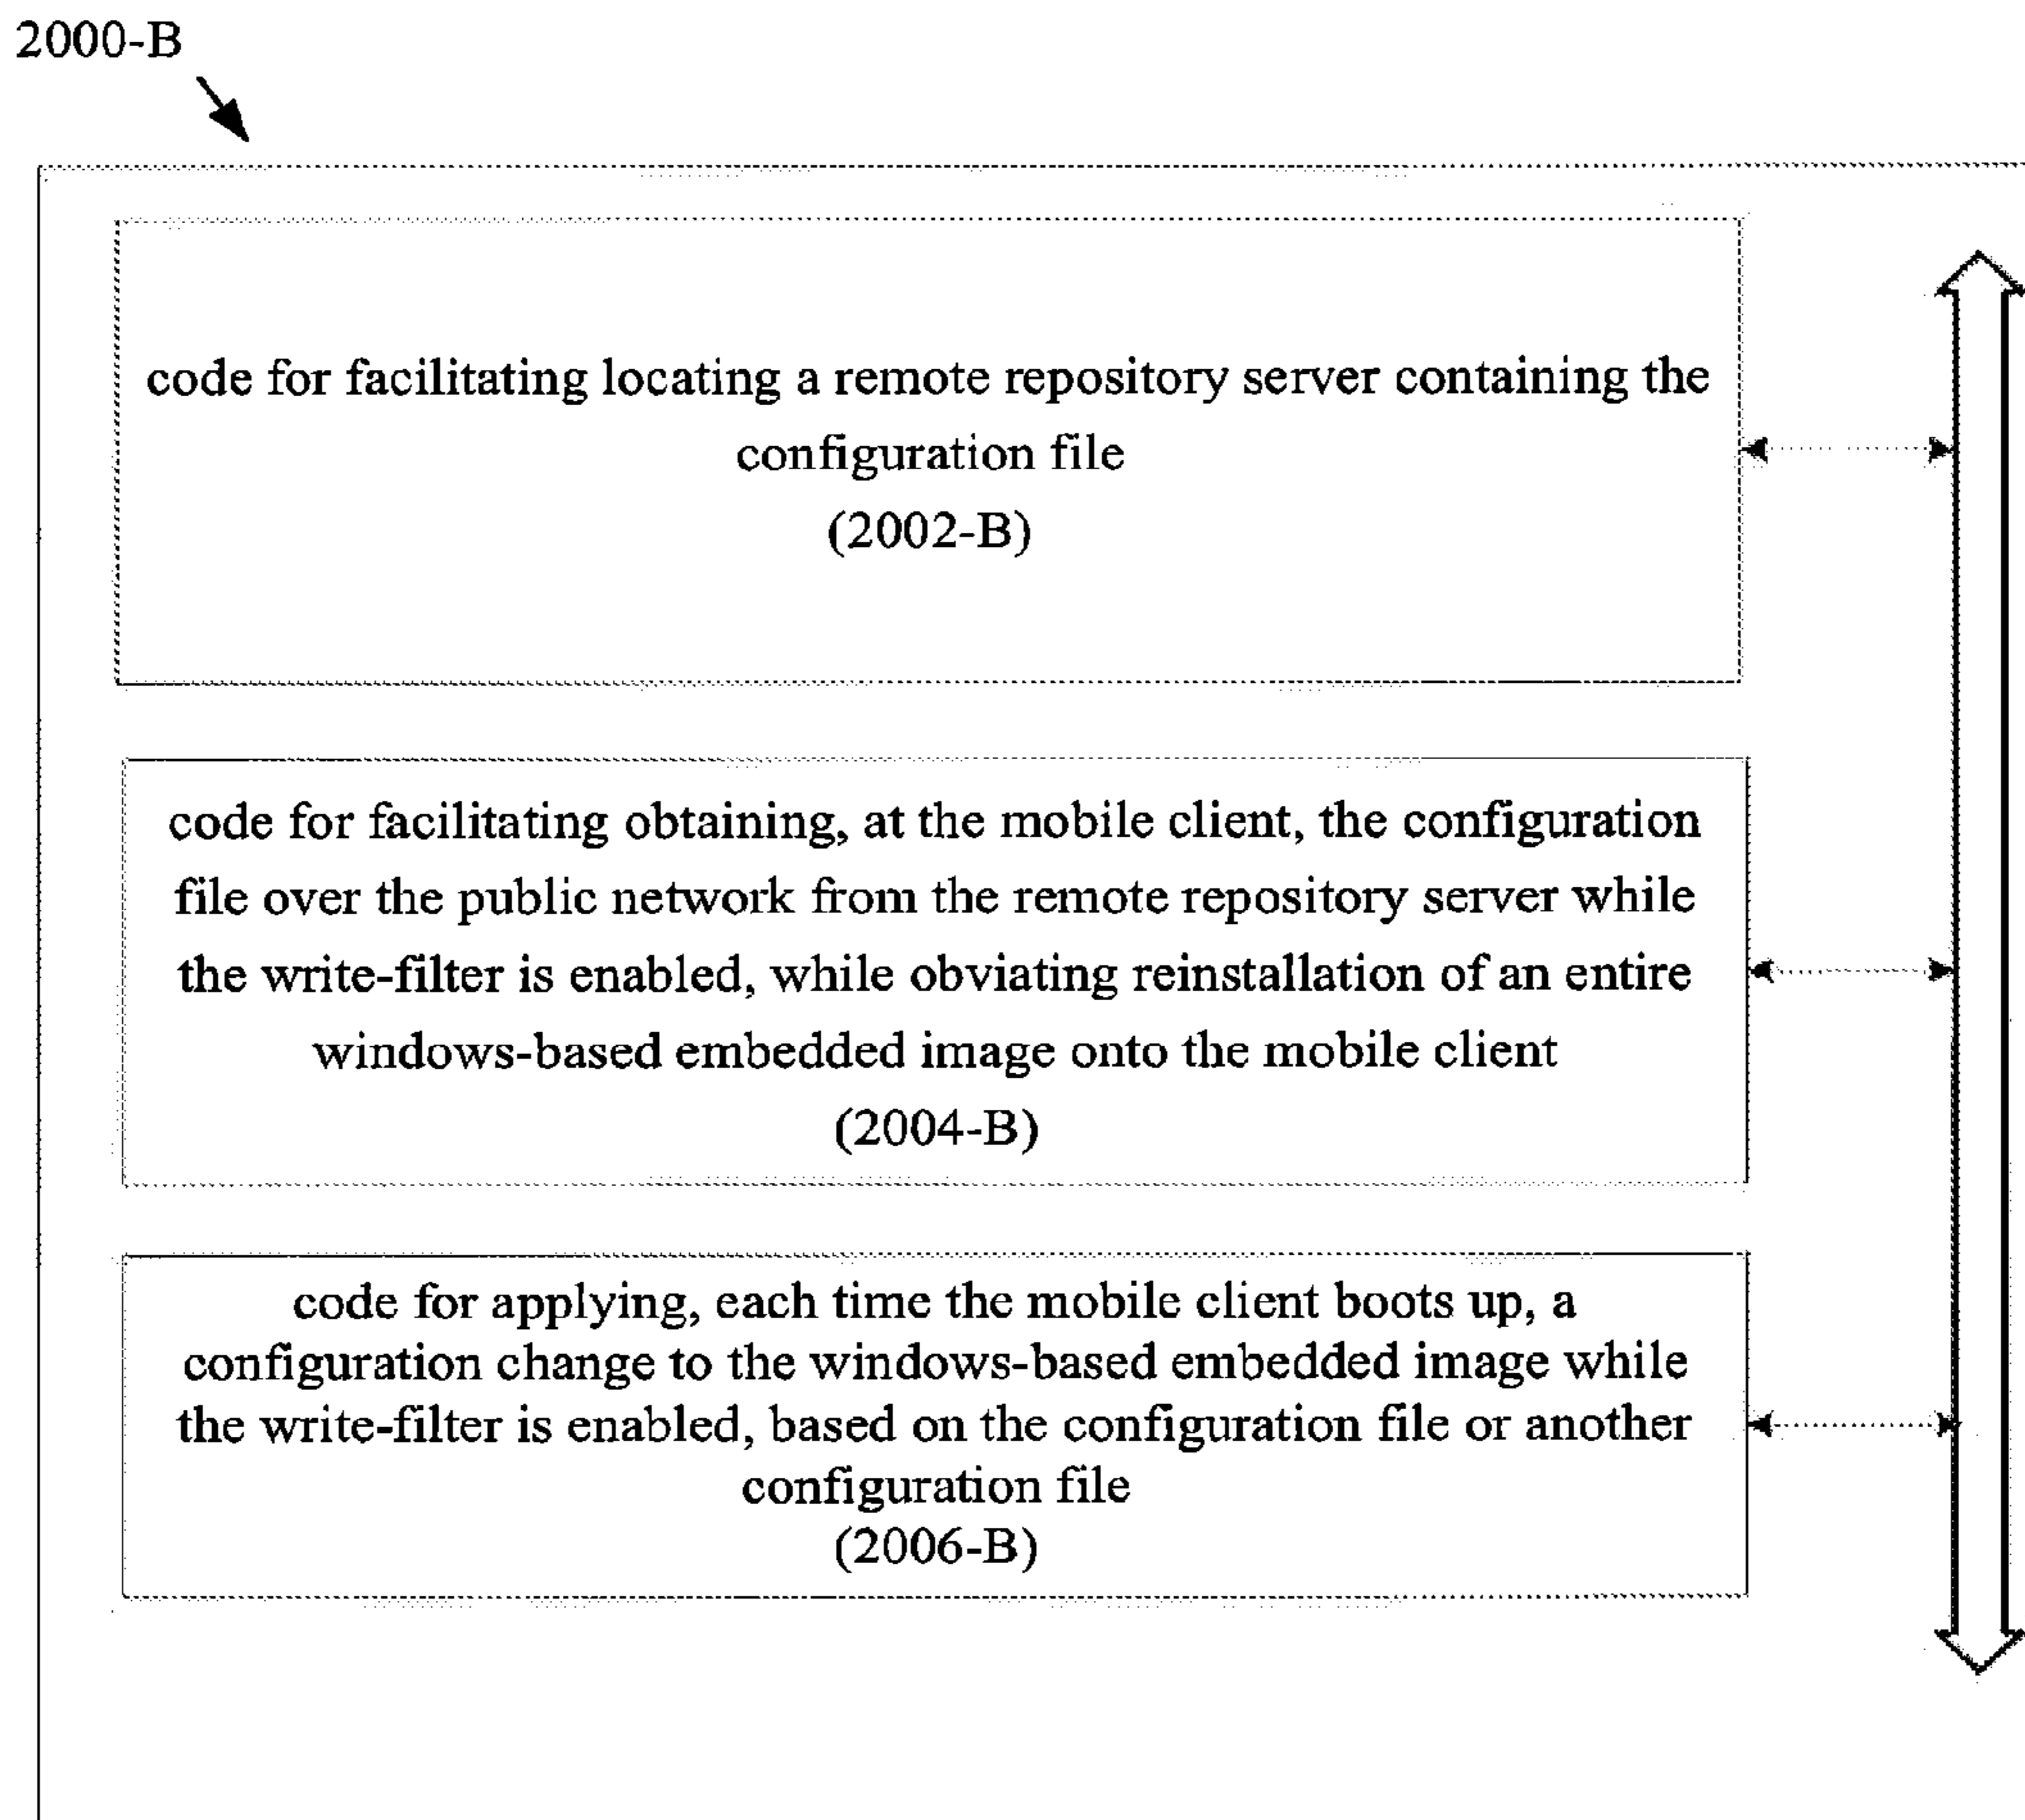 2000-B
code for facilitating locating a remote repository server containing the
configuration file
(2002-B)
code for facilitating obtaining, at the mobile client, the configuration
file over the public network from the remote repository server while
the write-filter is enabled, while obviating reinstallation of an entire
windows-based embedded image onto the mobile client
(2004-B)
code for applying, each time the mobile client boots up, a
configuration change to the windows-based embedded image while
the write-filter is enabled, based on the configuration file or another
configuration file
(2006-B)